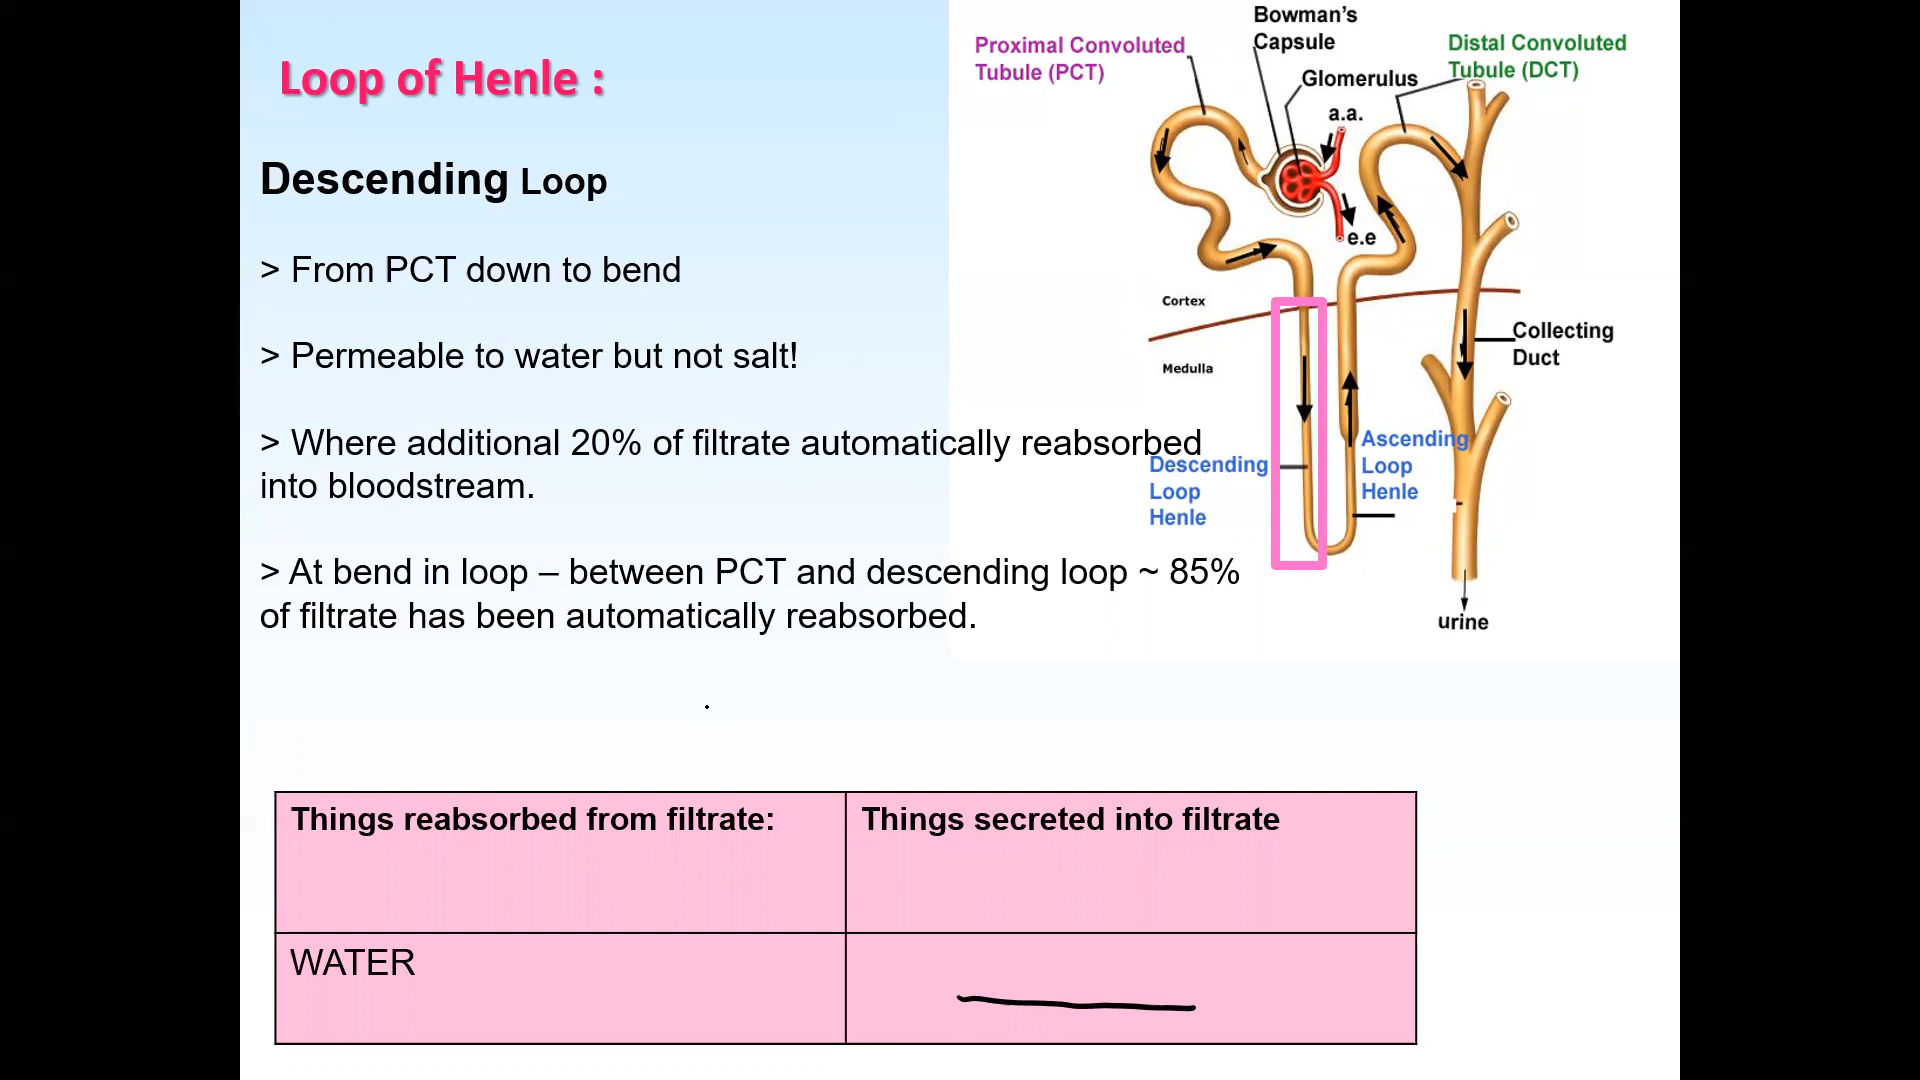 Loop of Henle :
Descending Loop
> From PCT down to bend
> Permeable to water but not salt!
> Where additional 20% of filtrate automatically reabsorbed
into bloodstream.
> At bend in loop – between PCT and descending loop ~ 85%
of filtrate has been automatically reabsorbed.
Proximal Convoluted
Tubule (PCT)
Bowman's
Capsule
Glomerulus
a.a.
e.e
Distal Convoluted
Tubule (DCT)
Cortex
Medulla
Collecting
Duct
Descending
Loop
Henle
Ascending
Loop
Henle
urine
Things reabsorbed from filtrate:
Things secreted into filtrate
WATER